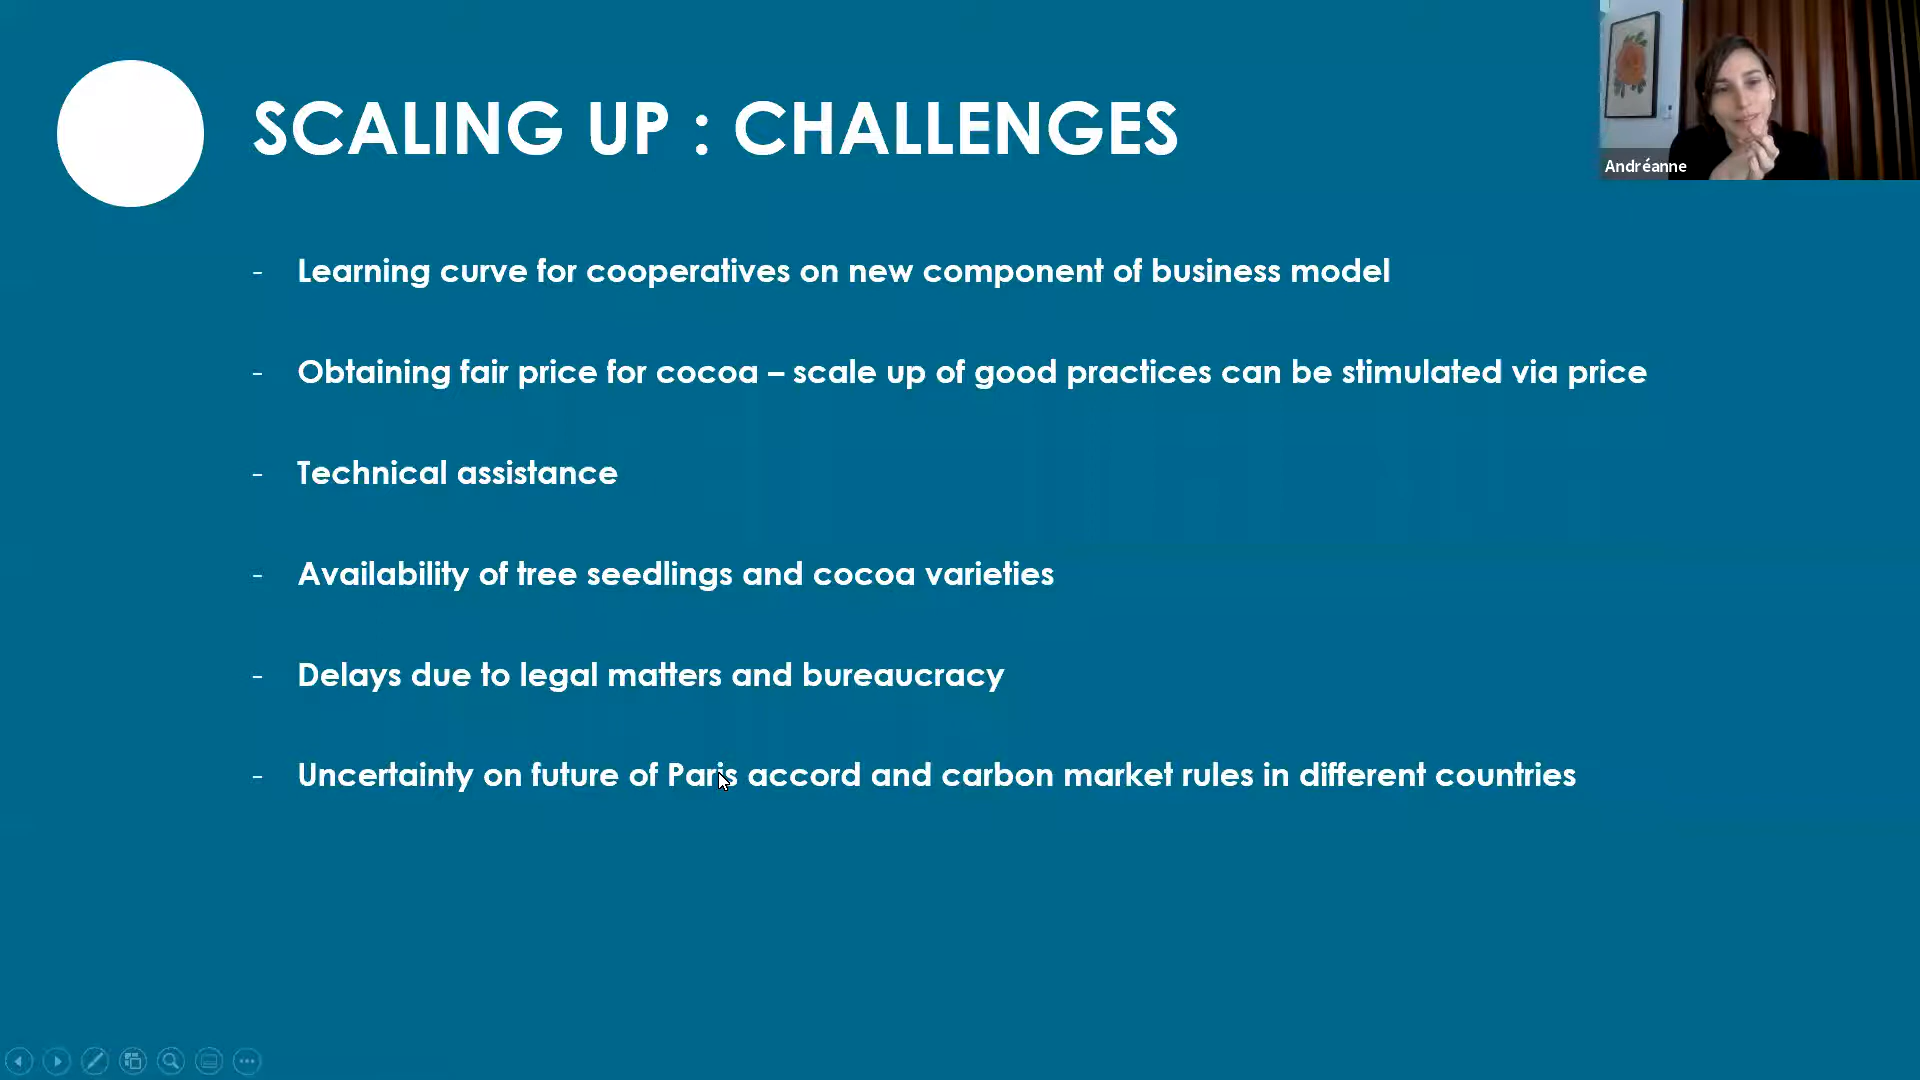 SCALING UP : CHALLENGES
Andréanne
- Learning curve for cooperatives on new component of business model
- Obtaining fair price for cocoa – scale up of good practices can be stimulated via price
- Technical assistance
- Availability of tree seedlings and cocoa varieties
- Delays due to legal matters and bureaucracy
- Uncertainty on future of Paris accord and carbon market rules in different countries